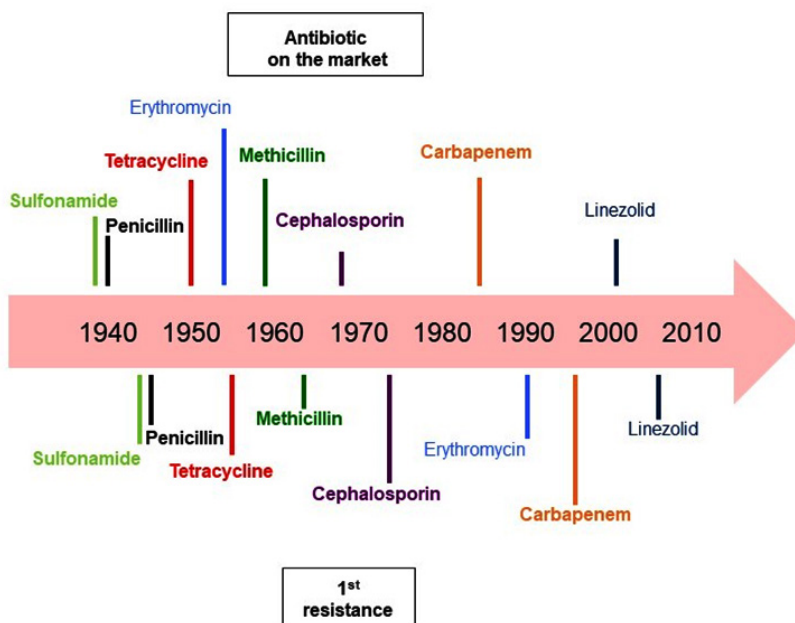 Antibiotic
on the market
Erythromycin
Tetracycline
Methicillin
Carbapenem
Sulfonamide
Penicillin
Cephalosporin
Linezolid
1940 1950 1960 1970 1980 1990 2000 2010
Penicillin
Methicillin
Linezolid
Sulfonamide
Tetracycline
Erythromycin
Cephalosporin
Carbapenem
1st
resistance